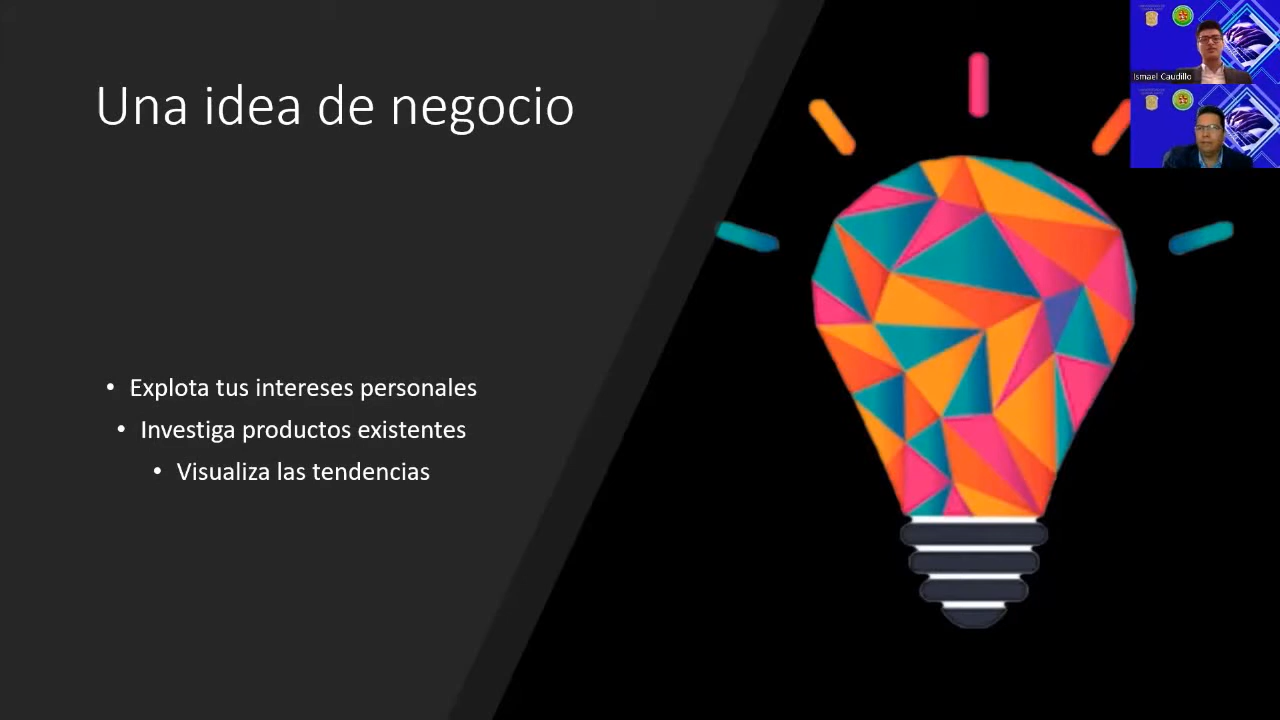 Una idea de negocio
Ismael Caudillo
• Explota tus intereses personales
• Investiga productos existentes
• Visualiza las tendencias